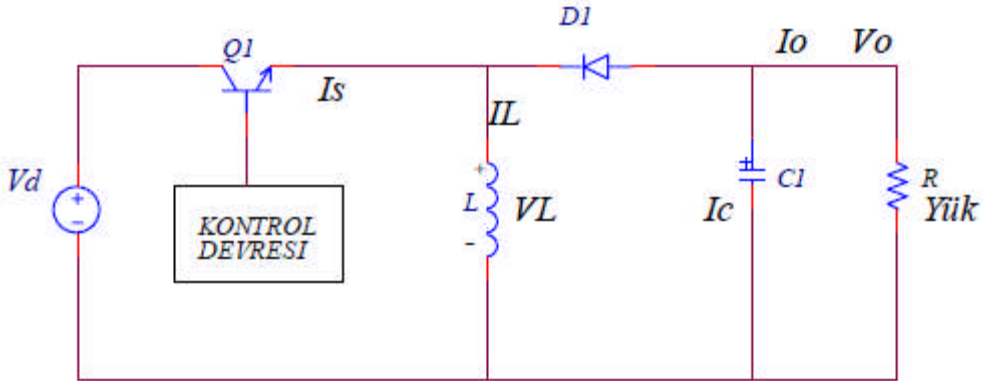 D1
Q1
Io
Vo
Is
IL
Vd
+
-
KONTROL
DEVRESI
+
L
-
VL
Ic
+
C1
R
Yük